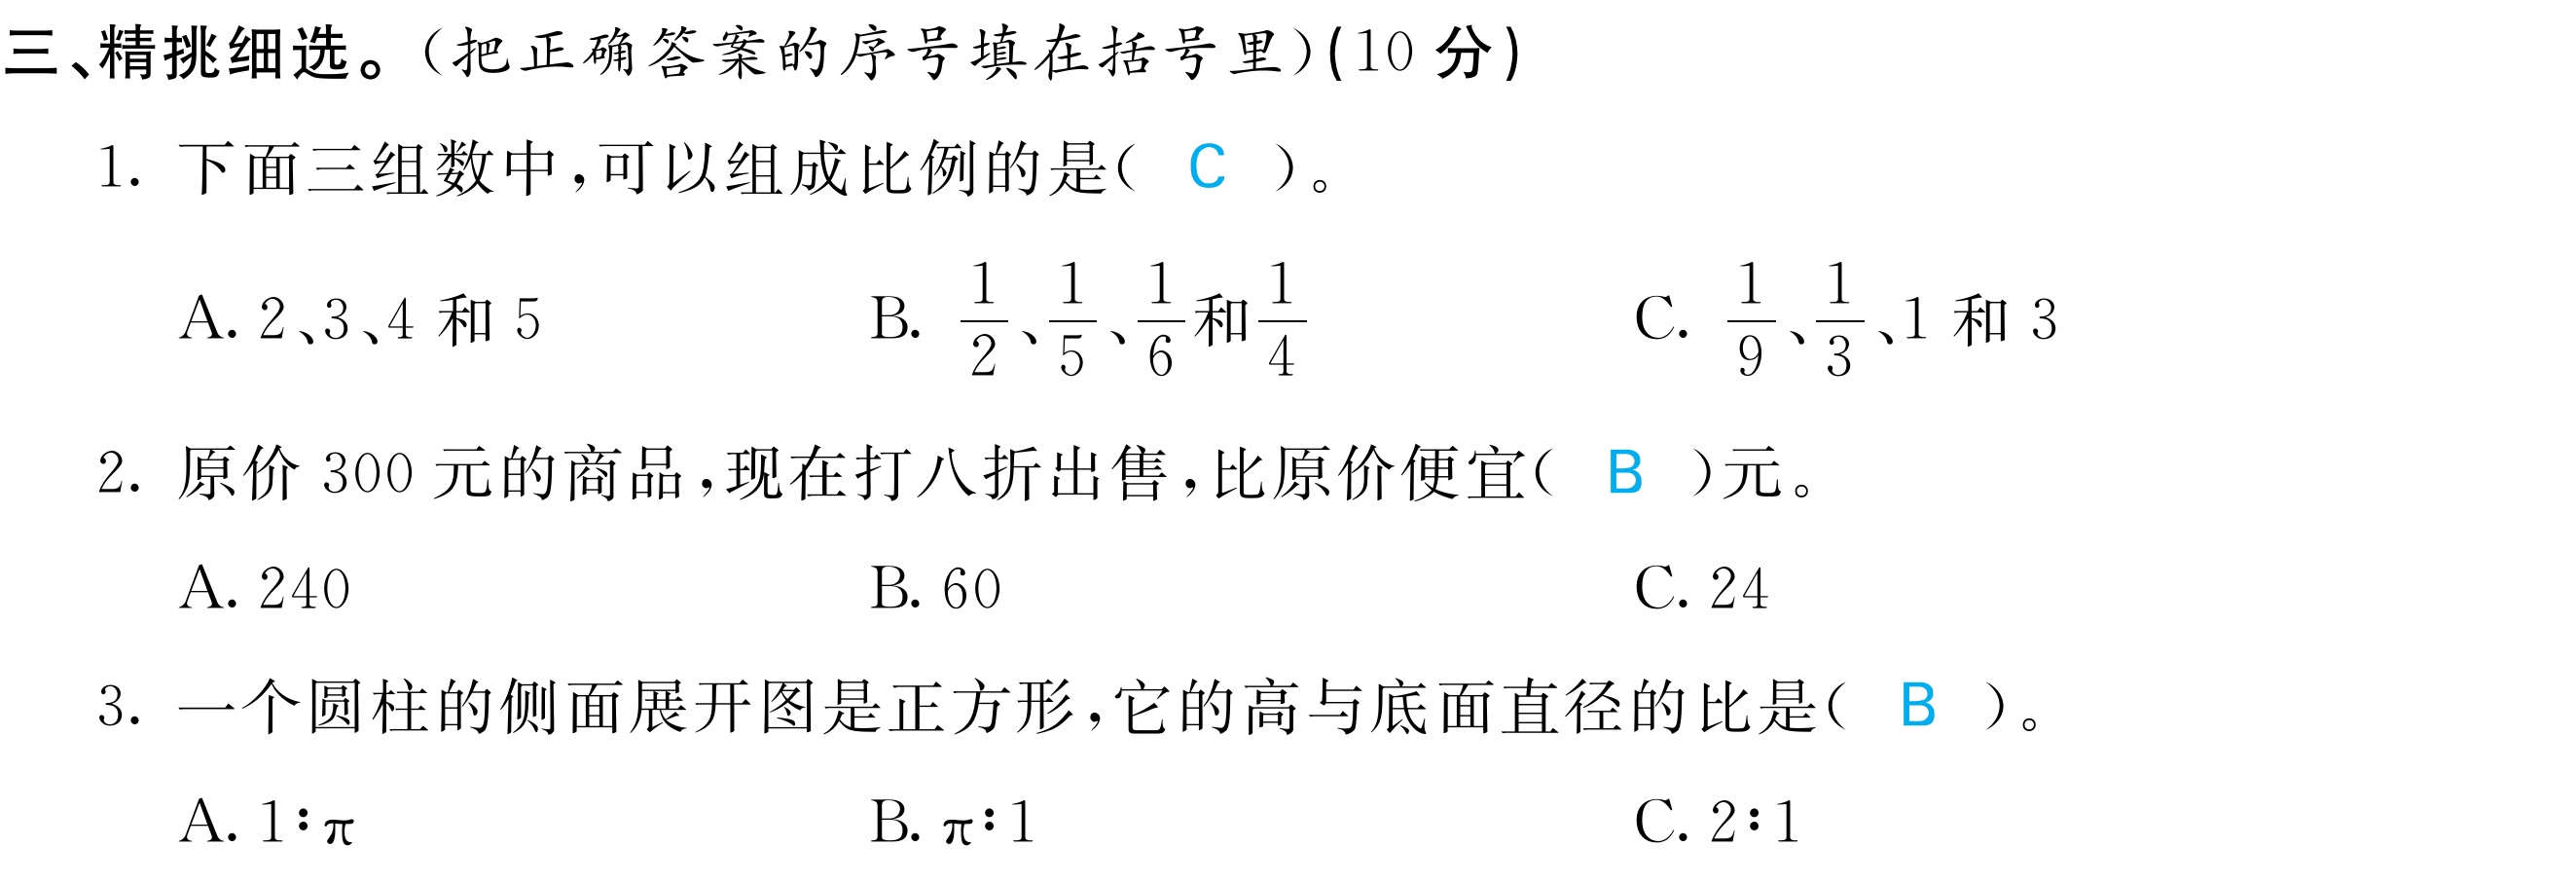 三、精挑细选。(把正确答案的序号填在括号里)(10 分)
1. 下面三组数中,可以组成比例的是( C )。
A. 2、3、4 和 5 B. 1/2、1/5、1/6和1/4 C. 1/9、1/3、1 和 3
2. 原价 300 元的商品,现在打八折出售,比原价便宜( B )元。
A. 240 B. 60 C. 24
3. 一个圆柱的侧面展开图是正方形,它的高与底面直径的比是( B )。
A. 1∶π B. π∶1 C. 2∶1